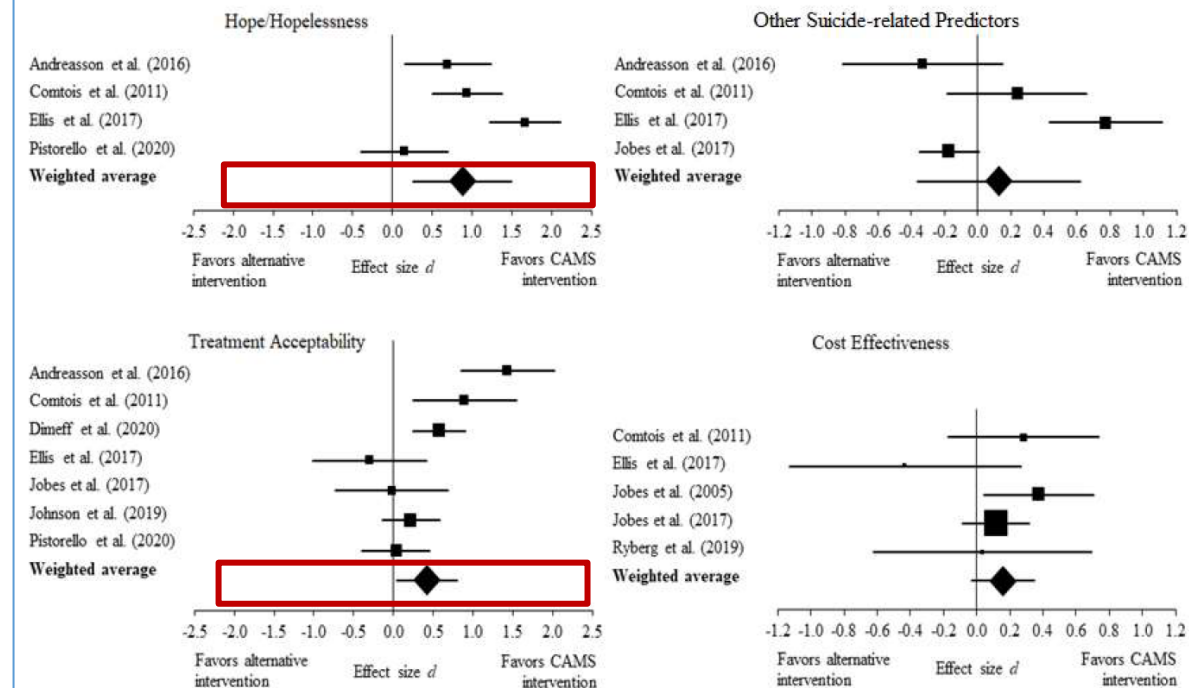 Hope/Hopelessness
Andreasson et al. (2016)
Comtois et al. (2011)
Ellis et al. (2017)
Pistorello et al. (2020)
Weighted average
-2.5 -2.0 -1.5 -1.0 -0.5 0.0 0.5 1.0 1.5 2.0 2.5
Favors alternative
intervention
Effect size d
Favors CAMS
intervention
Other Suicide-related Predictors
Andreasson et al. (2016)
Comtois et al. (2011)
Ellis et al. (2017)
Jobes et al. (2017)
Weighted average
-1.2 -1.0 -0.8 -0.6 -0.4 -0.2 0.0 0.2 0.4 0.6 0.8 1.0 1.2
Favors alternative
intervention
Effect size d
Favors CAMS
intervention
Treatment Acceptability
Andreasson et al. (2016)
Comtois et al. (2011)
Dimeff et al. (2020)
Ellis et al. (2017)
Jobes et al. (2017)
Johnson et al. (2019)
Pistorello et al. (2020)
Weighted average
-2.5 -2.0 -1.5 -1.0 -0.5 0.0 0.5 1.0 1.5 2.0 2.5
Favors alternative
intervention
Effect size d
Favors CAMS
intervention
Cost Effectiveness
Comtois et al. (2011)
Ellis et al. (2017)
Jobes et al. (2005)
Jobes et al. (2017)
Ryberg et al. (2019)
Weighted average
-1.2 -1.0 -0.8 -0.6 -0.4 -0.2 0.0 0.2 0.4 0.6 0.8 1.0 1.2
Favors alternative
intervention
Effect size d
Favors CAMS
intervention